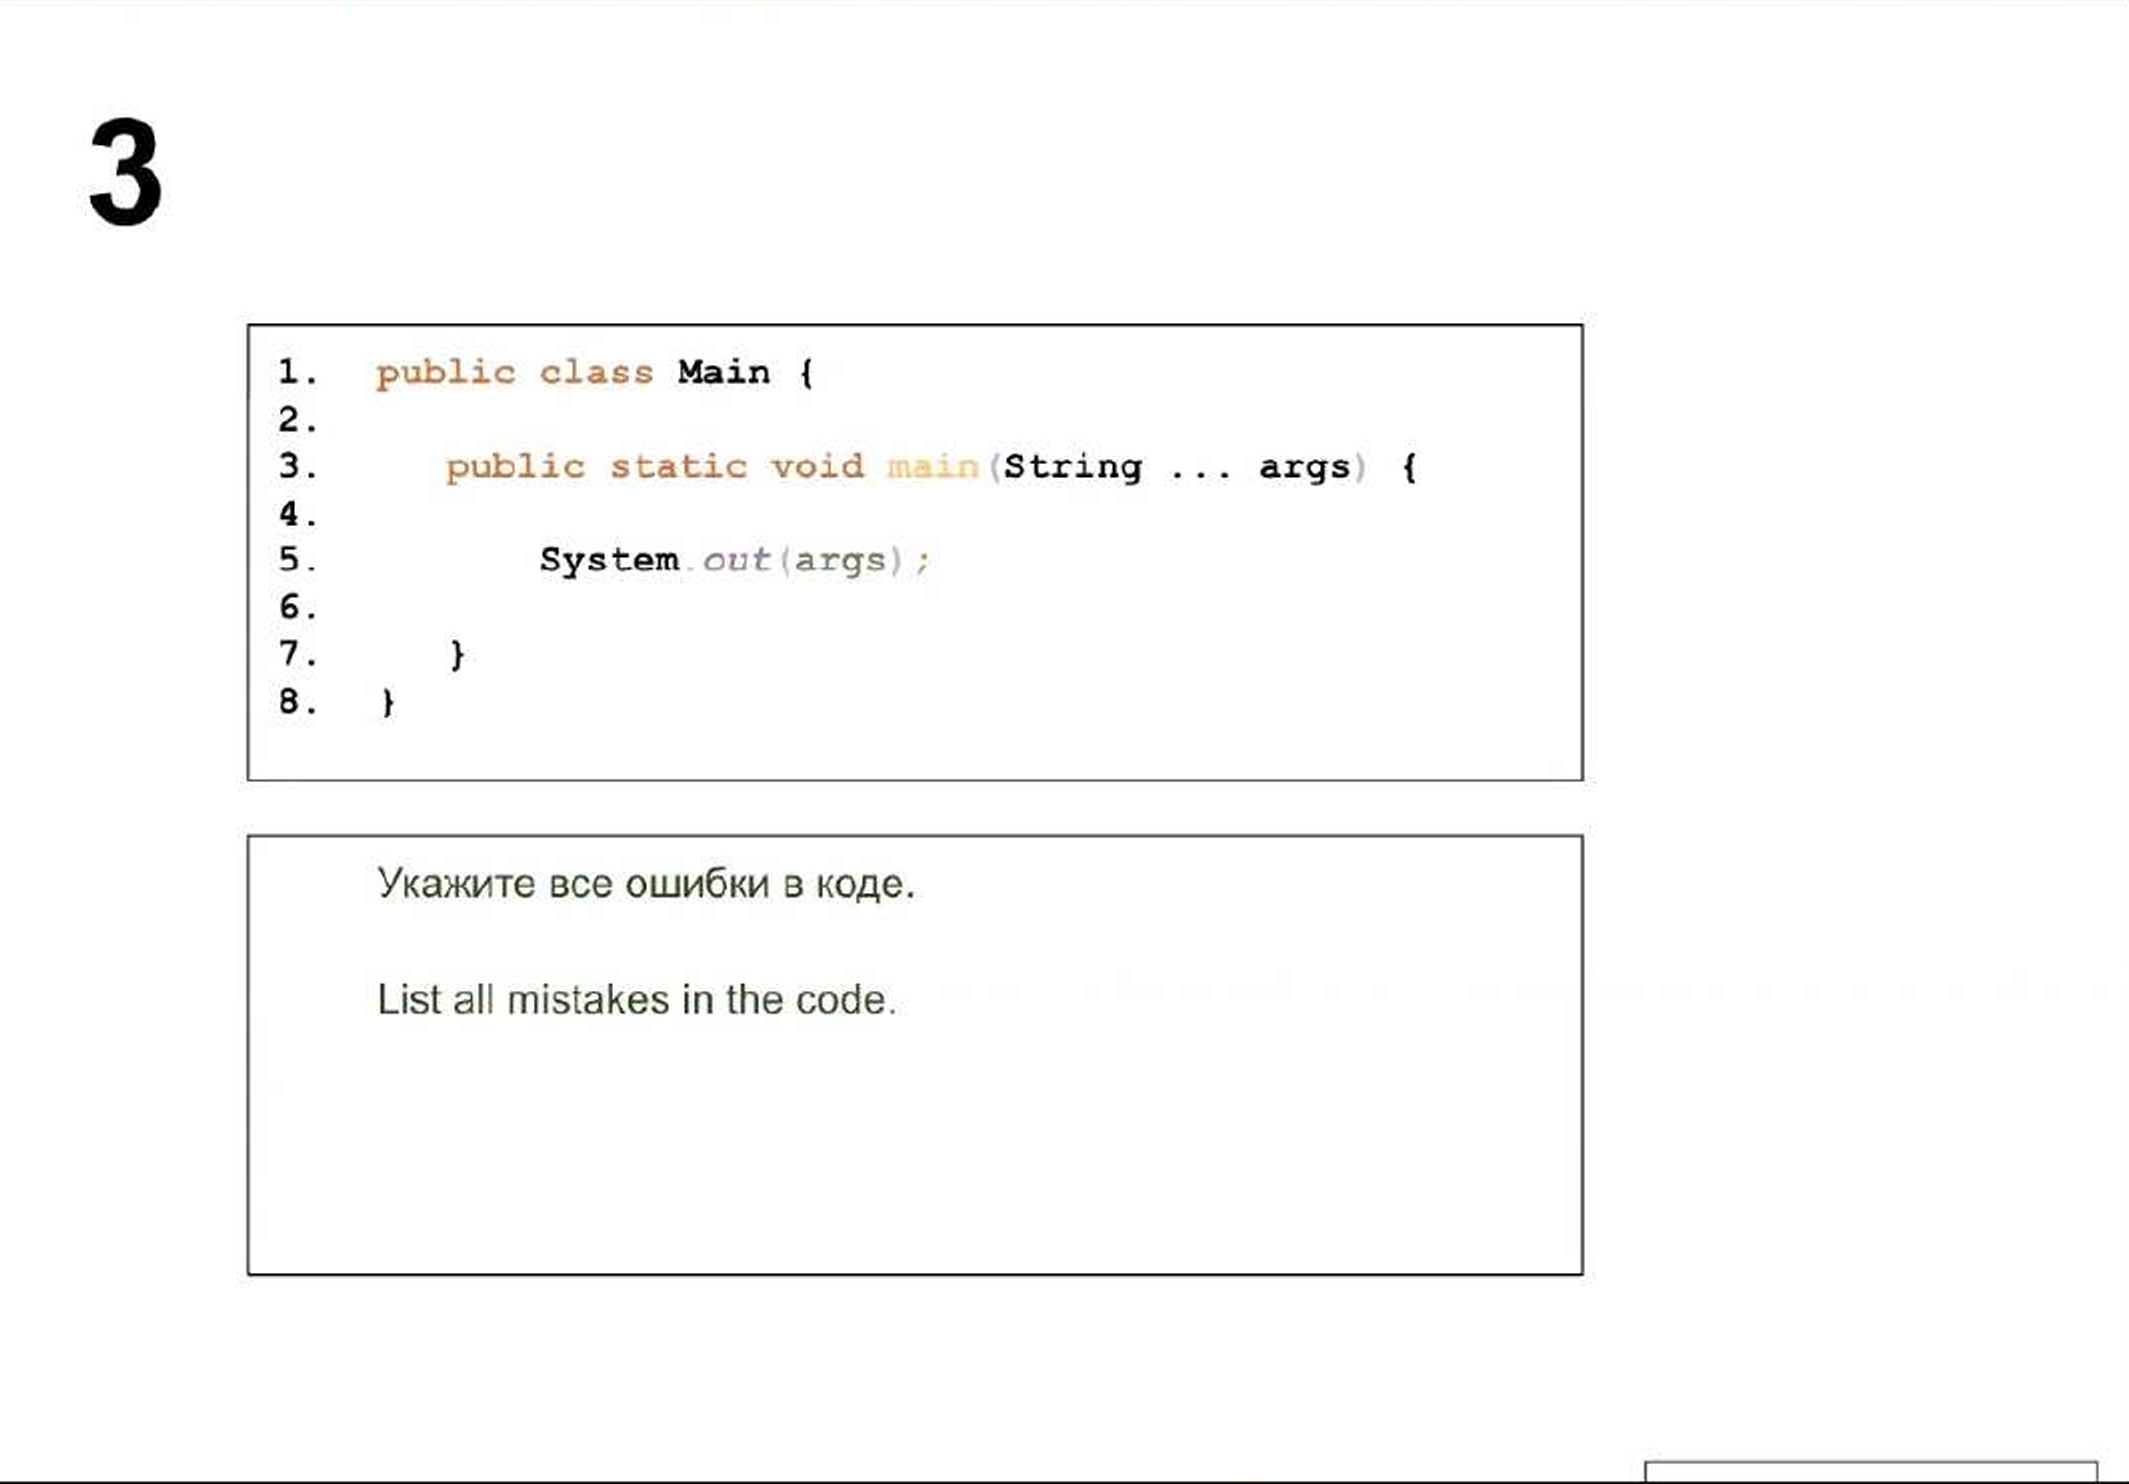 3
1. public class Main {
2.
3. public static void main(String ... args) {
4.
5. System.out(args);
6.
7. }
8. }
Укажите все ошибки в коде.
List all mistakes in the code.